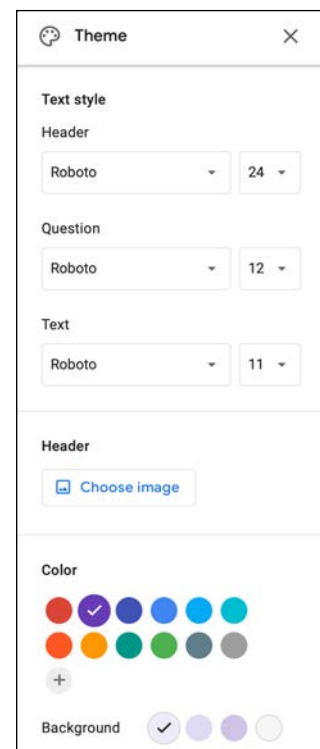 Theme
Text style
Header
Roboto 24
Question
Roboto 12
Text
Roboto 11
Header
Choose image
Color
Background